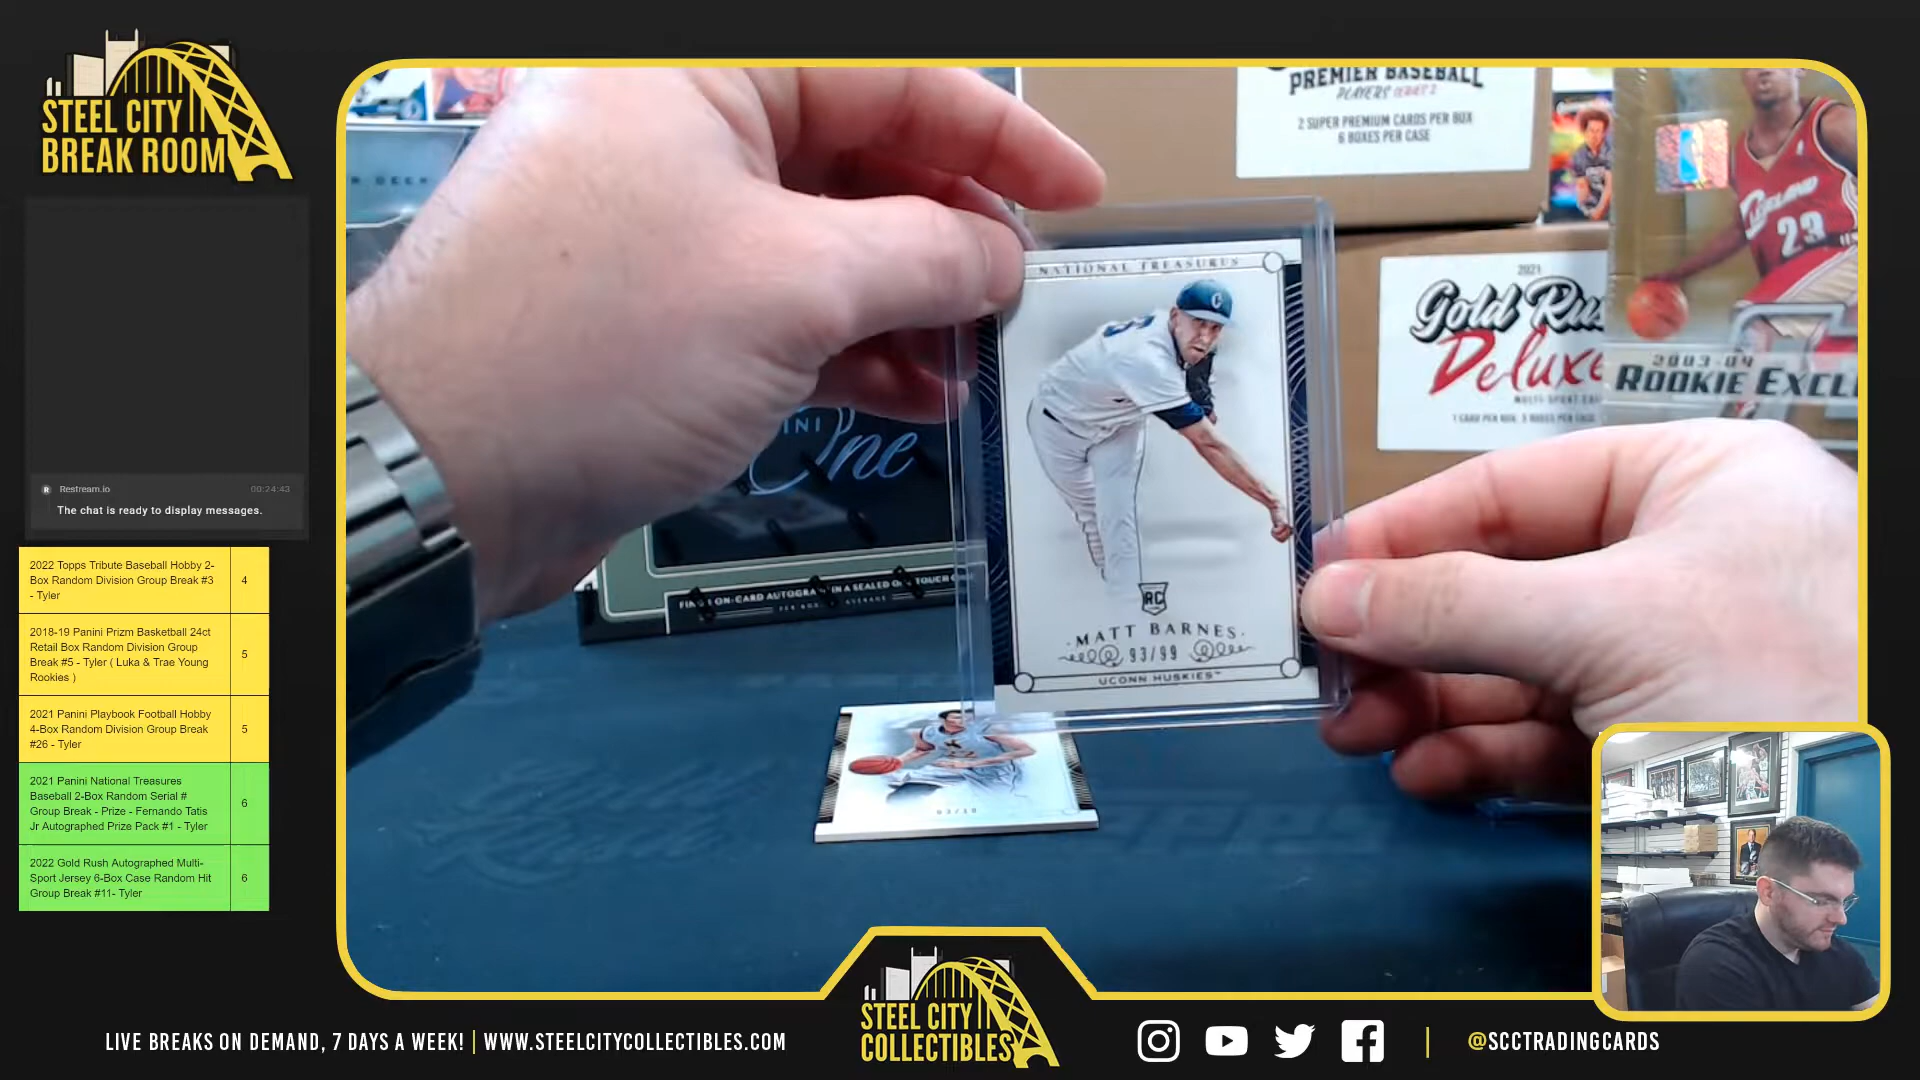 STEEL CITY
BREAK ROOM
Restream.io
00:24:43
The chat is ready to display messages.
2022 Topps Tribute Baseball Hobby 2-
Box Random Division Group Break #3
- Tyler
4
2018-19 Panini Prizm Basketball 24ct
Retail Box Random Division Group
Break #5 - Tyler ( Luka & Trae Young
Rookies )
5
2021 Panini Playbook Football Hobby
4-Box Random Division Group Break
#26 - Tyler
5
2021 Panini National Treasures
Baseball 2-Box Random Serial #
Group Break - Prize - Fernando Tatis
Jr Autographed Prize Pack #1 - Tyler
6
2022 Gold Rush Autographed Multi-
Sport Jersey 6-Box Case Random Hit
Group Break #11- Tyler
6
PREMIER BASEBALL
PLAYERS SERIES 2
2 SUPER PREMIUM CARDS PER BOX
6 BOXES PER CASE
CLEVELAND
23
2021
Gold Rus
Deluxe
2003-04
ROOKIE EXCL
NATIONAL TREASURES
C
RC
MATT BARNES
93/99
UCONN HUSKIES
One
STEEL CITY
COLLECTIBLES
LIVE BREAKS ON DEMAND, 7 DAYS A WEEK! | WWW.STEELCITYCOLLECTIBLES.COM
@SCCTRADINGCARDS